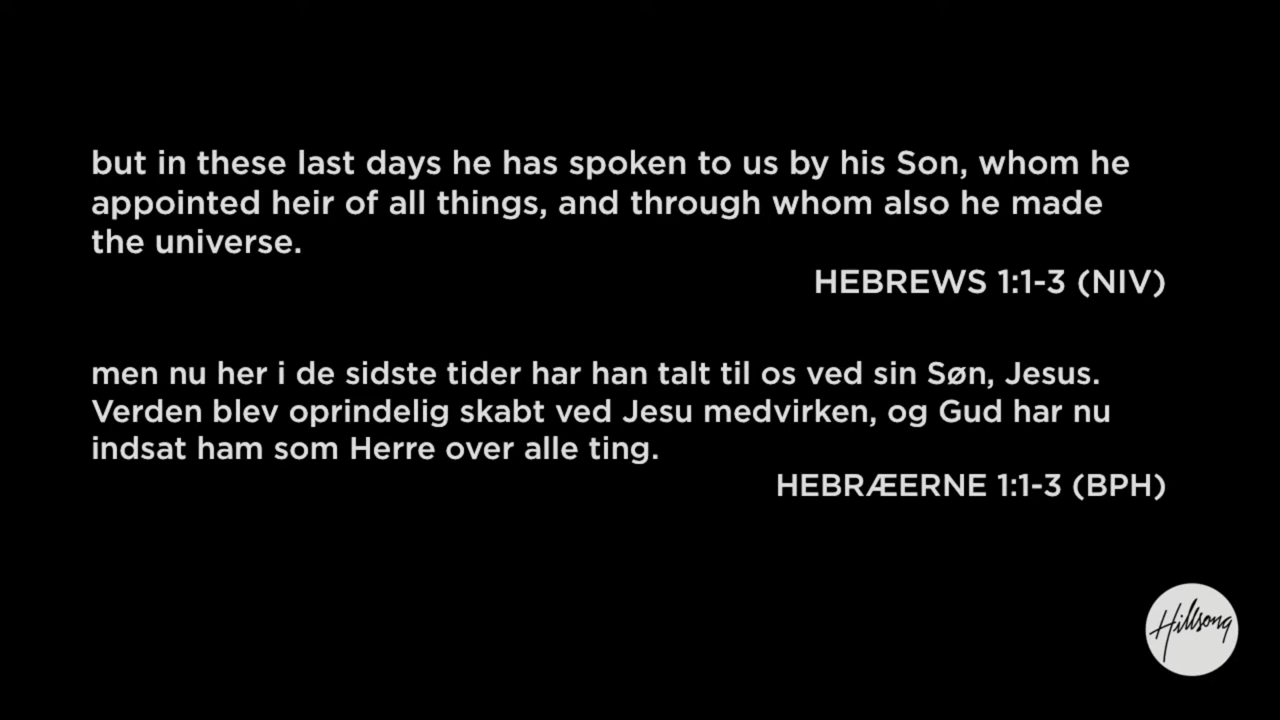 but in these last days he has spoken to us by his Son, whom he
appointed heir of all things, and through whom also he made
the universe.
HEBREWS 1:1-3 (NIV)
men nu her i de sidste tider har han talt til os ved sin Søn, Jesus.
Verden blev oprindelig skabt ved Jesu medvirken, og Gud har nu
indsat ham som Herre over alle ting.
HEBRÆERNE 1:1-3 (BPH)
Hillsong